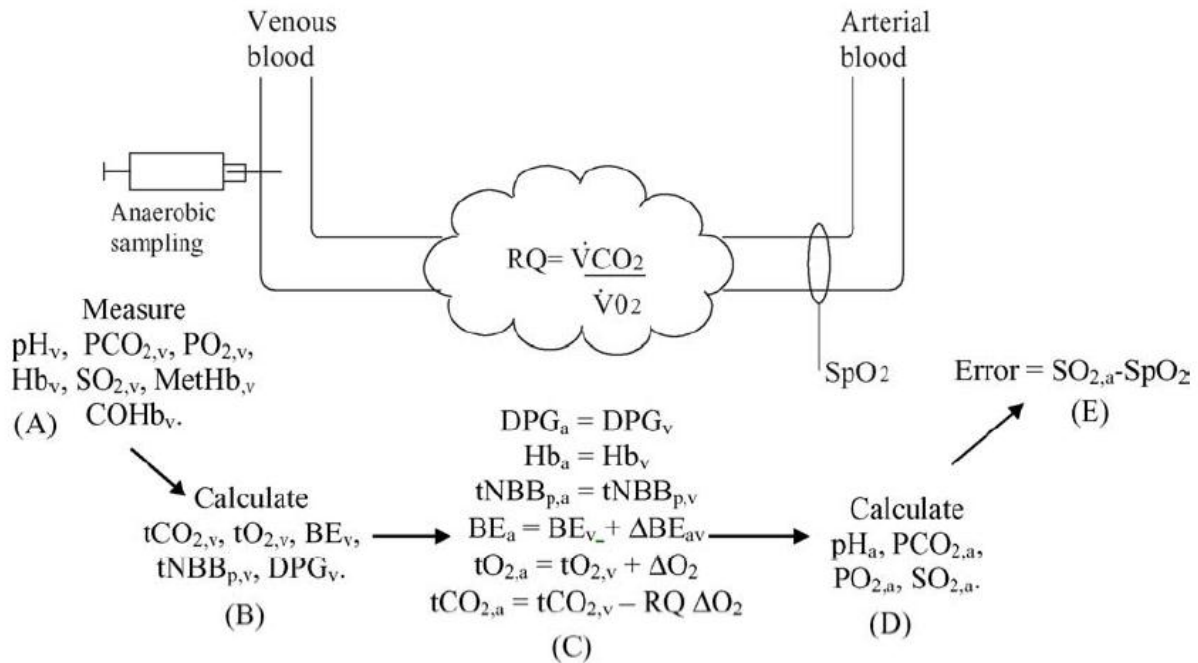 Venous
blood
Arterial
blood
Anaerobic
sampling
RQ= V̇CO₂
V̇0₂
SpO₂
Measure
pHᵥ, PCO₂,ᵥ, PO₂,ᵥ,
Hbᵥ, SO₂,ᵥ, MetHb,ᵥ
COHbᵥ.
(A)
Calculate
tCO₂,ᵥ, tO₂,ᵥ, BEᵥ,
tNBBₚ,ᵥ, DPGᵥ.
(B)
DPGₐ = DPGᵥ
Hbₐ = Hbᵥ
tNBBₚ,ₐ = tNBBₚ,ᵥ
BEₐ = BEᵥ + ΔBEₐᵥ
tO₂,ₐ = tO₂,ᵥ + ΔO₂
tCO₂,ₐ = tCO₂,ᵥ – RQ ΔO₂
(C)
Calculate
pHₐ, PCO₂,ₐ,
PO₂,ₐ, SO₂,ₐ.
(D)
Error = SO₂,ₐ-SpO₂.
(E)